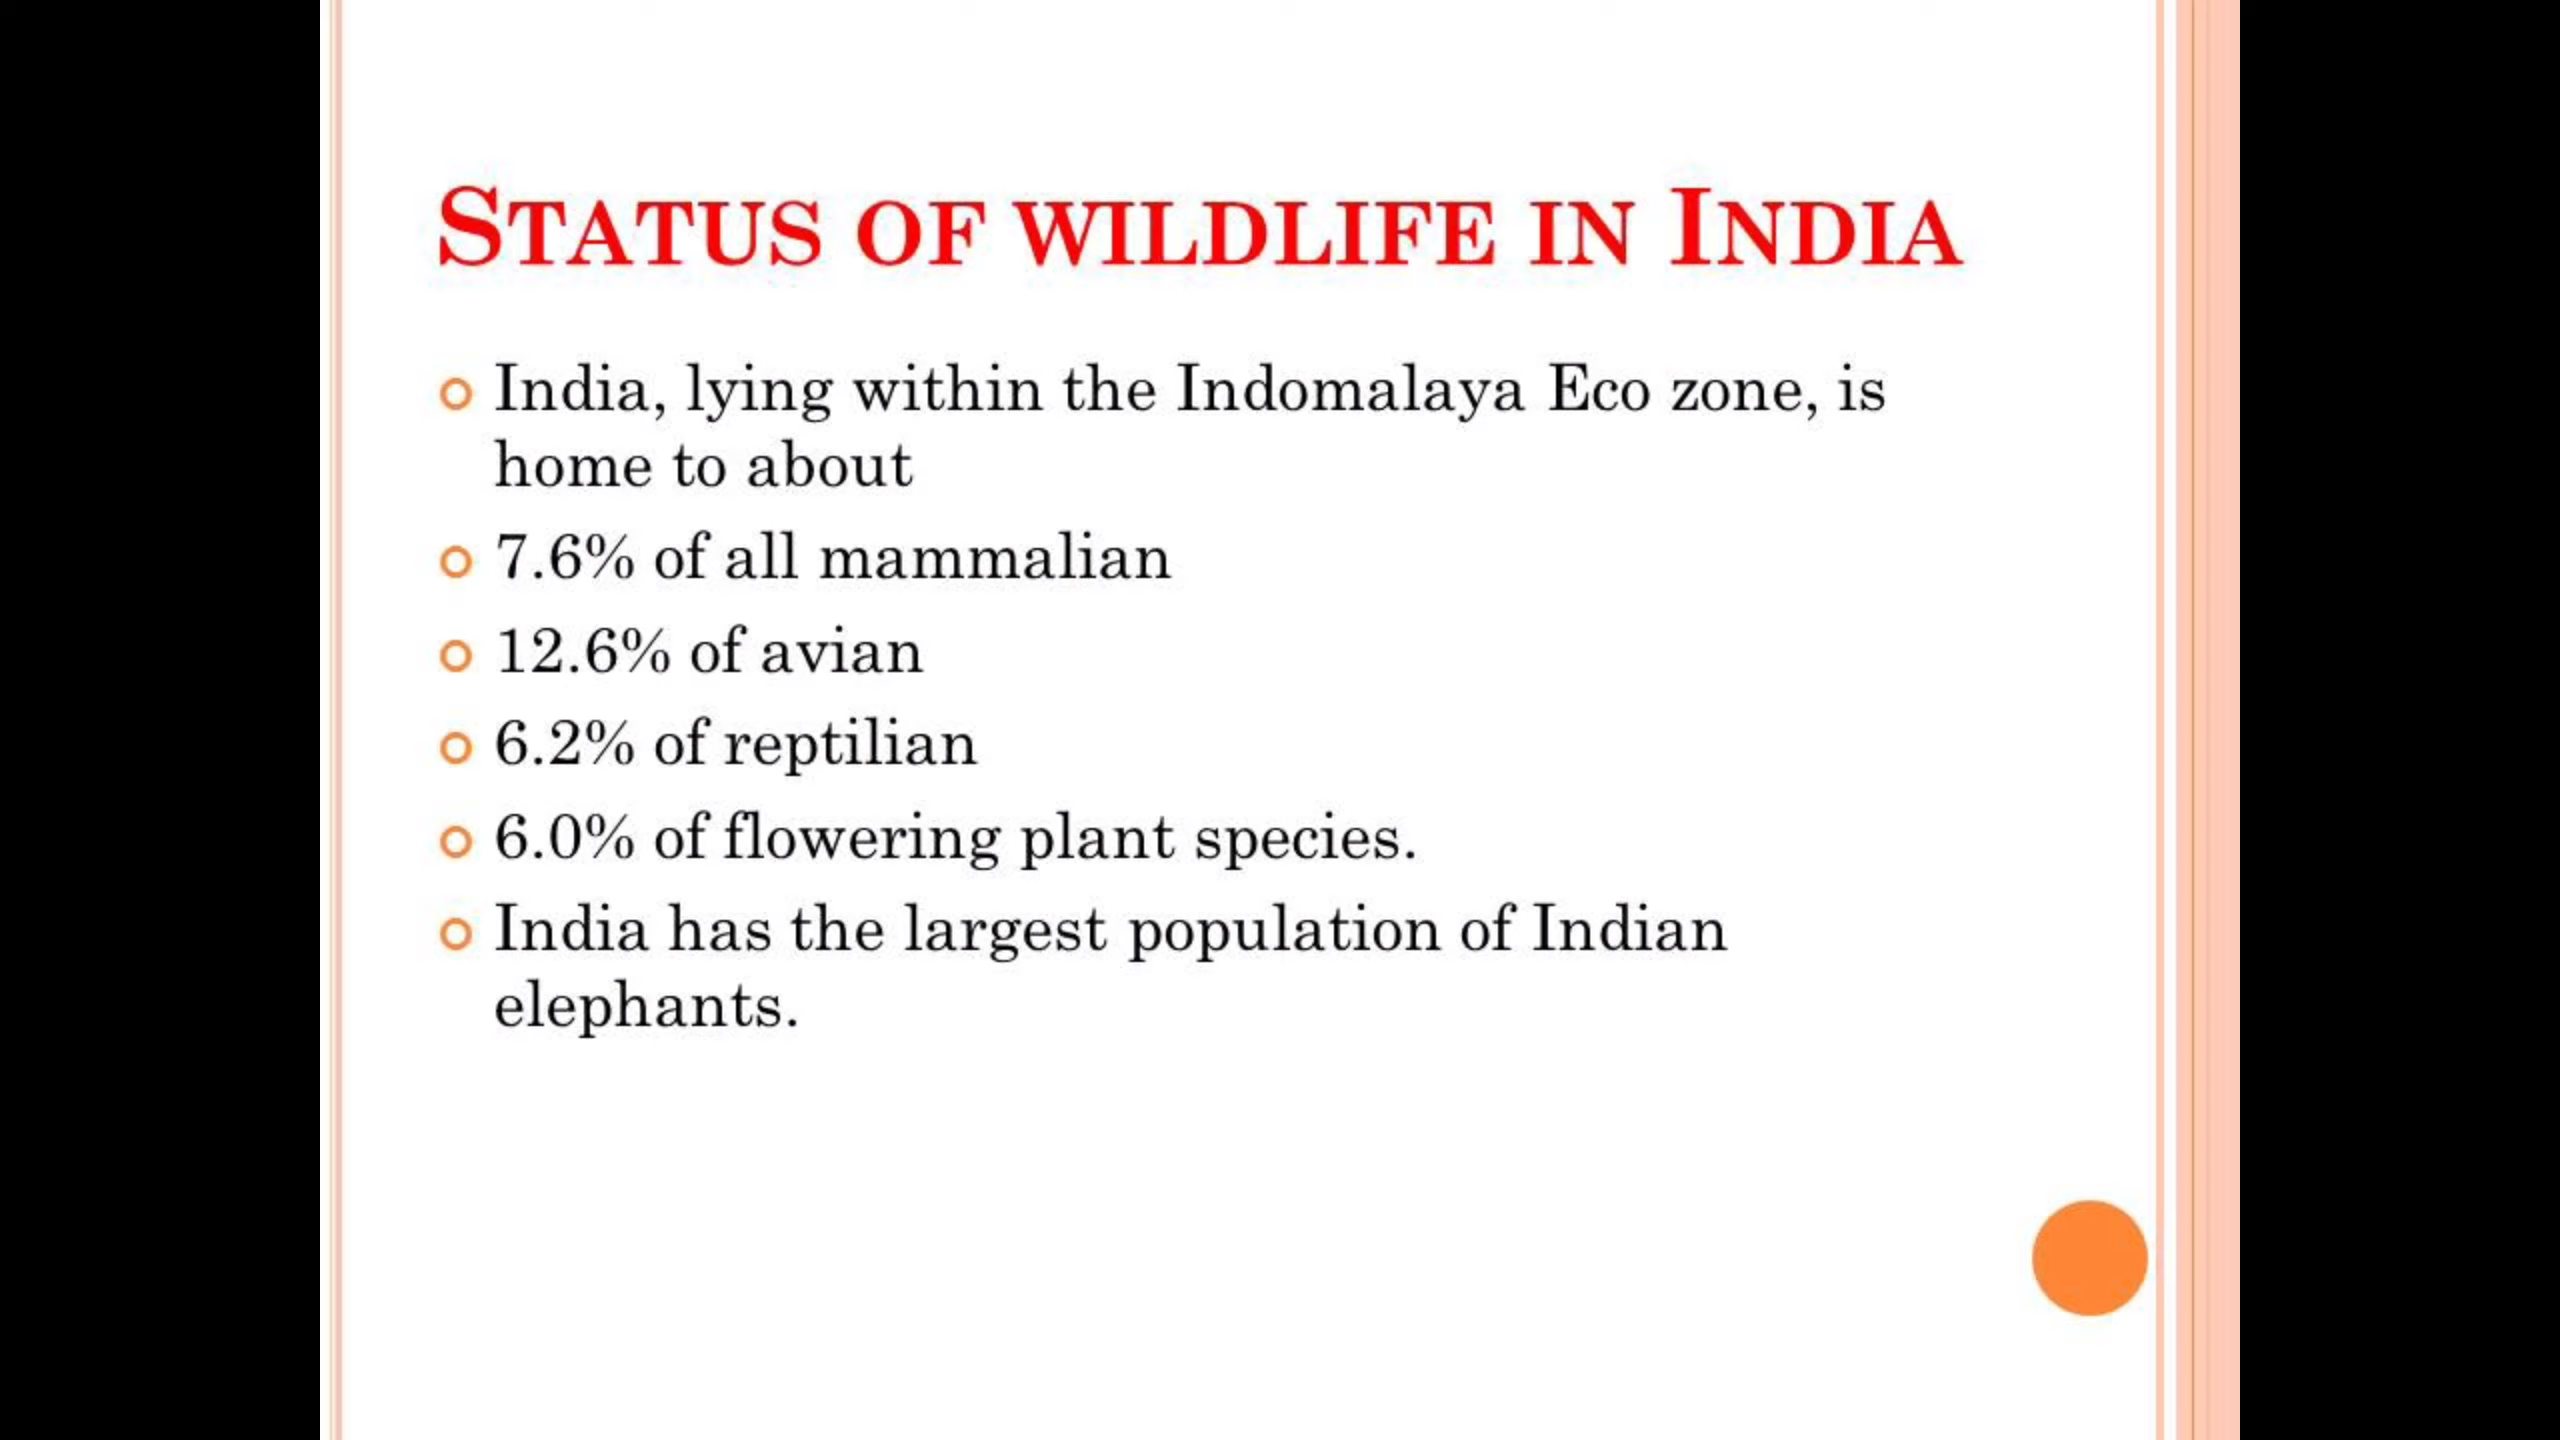 Status of wildlife in India
India, lying within the Indomalaya Eco zone, is
home to about
7.6% of all mammalian
12.6% of avian
6.2% of reptilian
6.0% of flowering plant species.
India has the largest population of Indian
elephants.